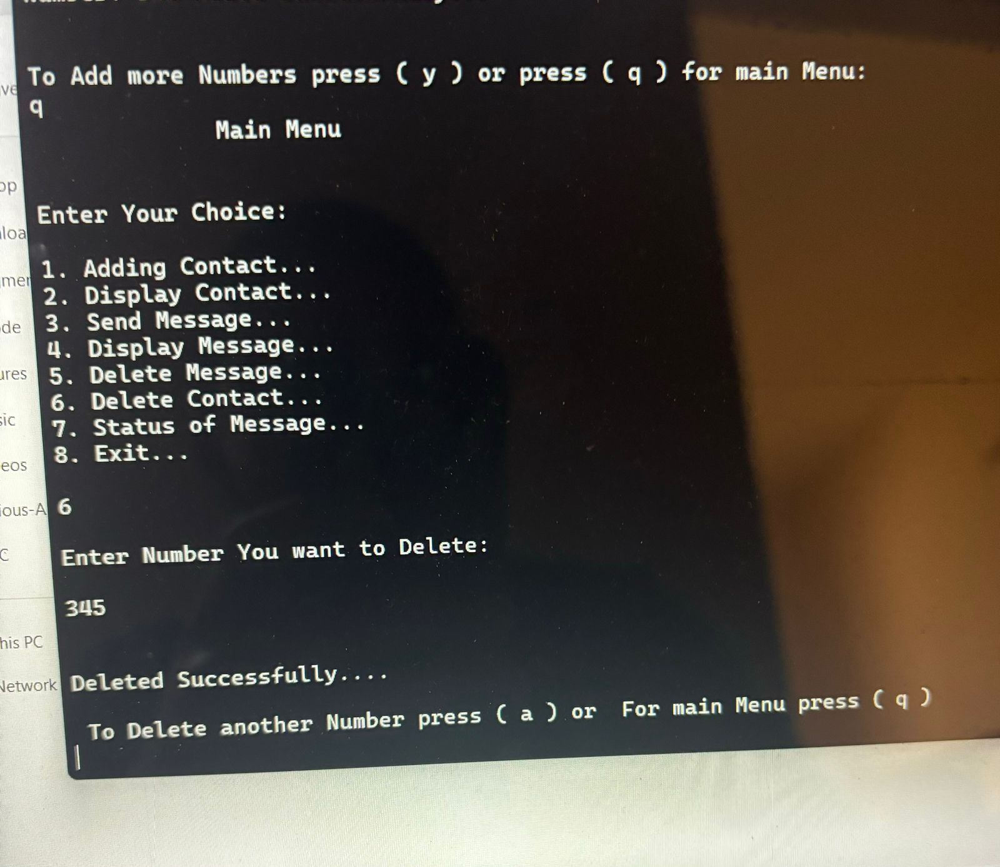 To Add more Numbers press ( y ) or press ( q ) for main Menu:
q
Main Menu
Enter Your Choice:
1. Adding Contact...
2. Display Contact...
3. Send Message...
4. Display Message...
5. Delete Message...
6. Delete Contact...
7. Status of Message...
8. Exit...
6
Enter Number You want to Delete:
345
Deleted Successfully....
To Delete another Number press ( a ) or  For main Menu press ( q )
ve
op
loa
mer
de
ures
sic
eos
ious-A
C
his PC
Network